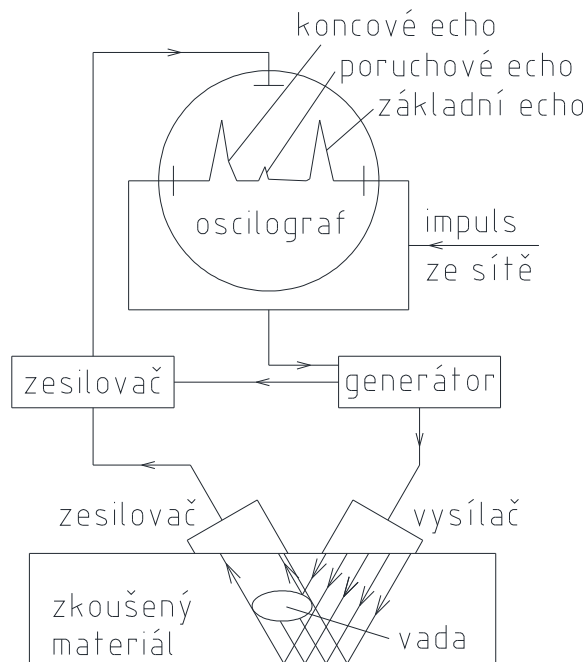 koncové echo
poruchové echo
základní echo
oscilograf
impuls
ze sítě
zesilovač
generátor
zesilovač
vysílač
zkoušený
materiál
vada